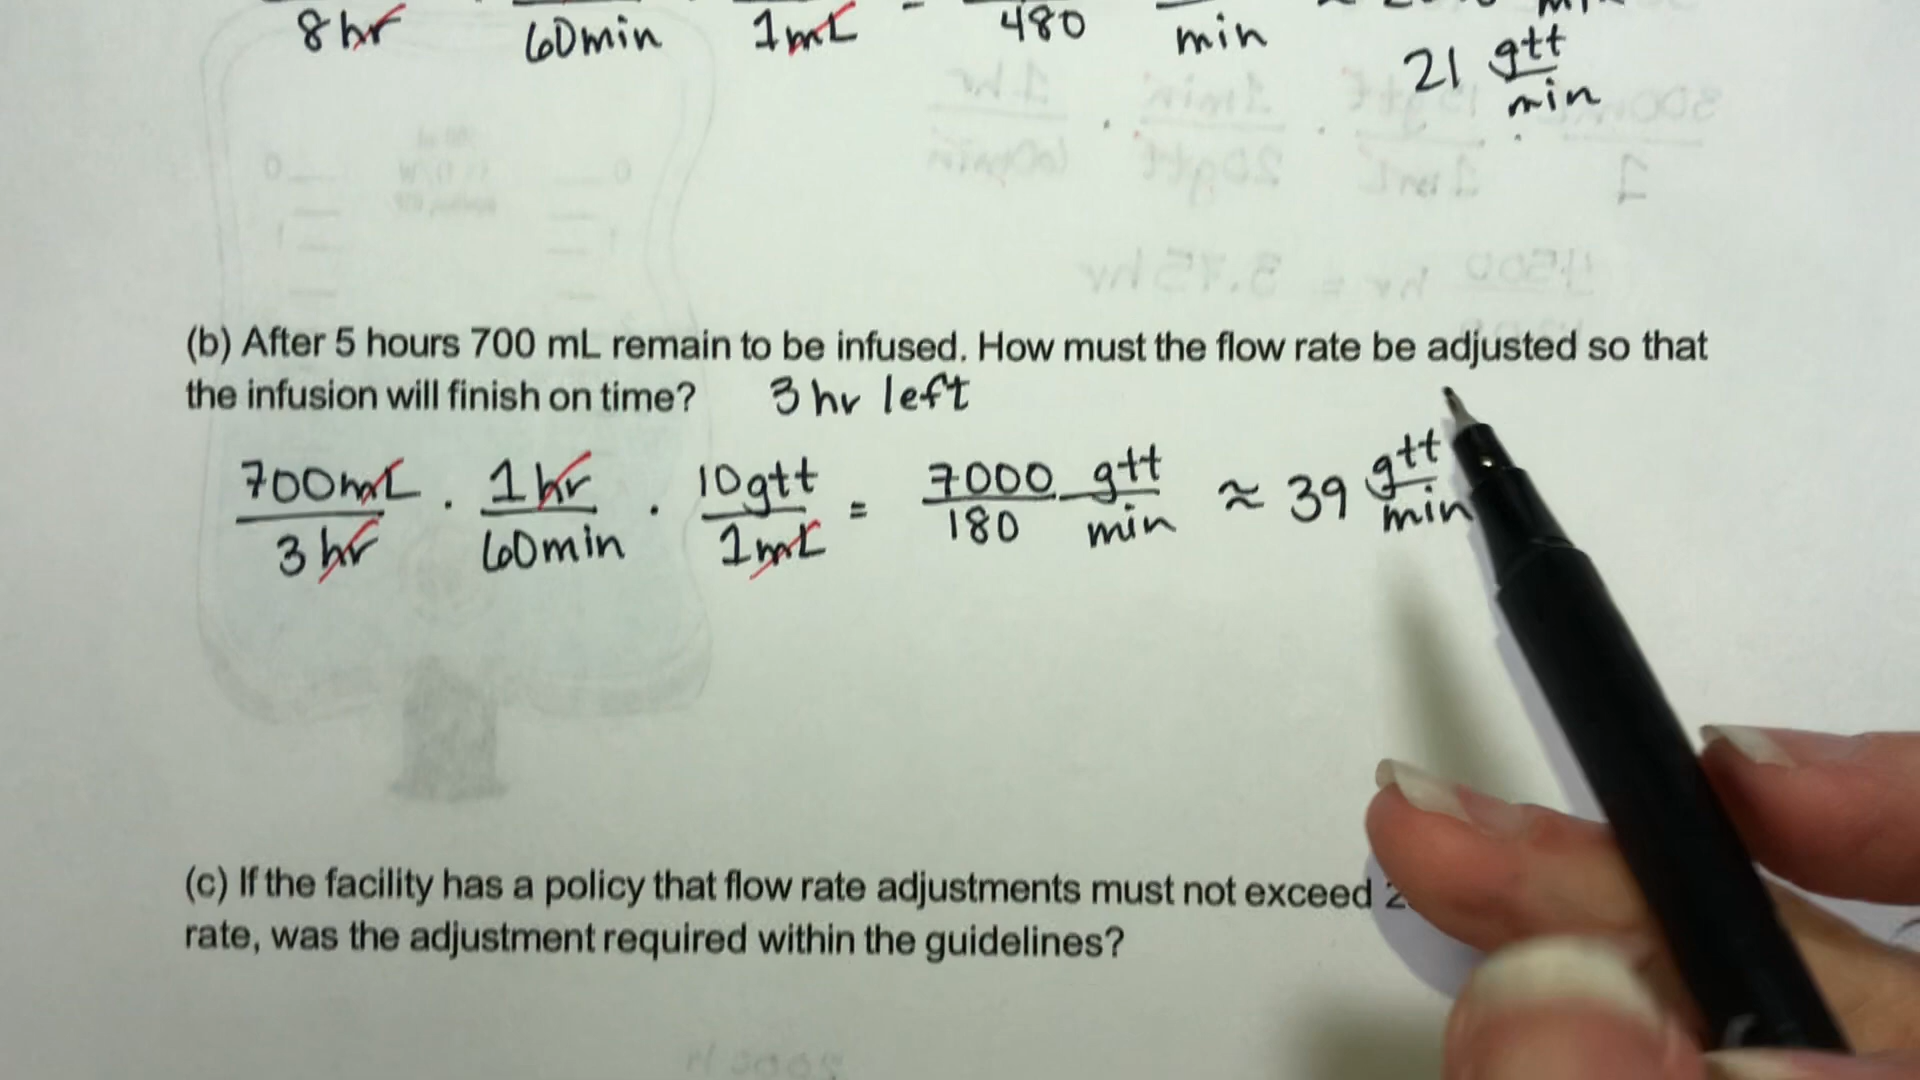 8 hr 60 min 1 mL = 480 min
21 gtt
min
(b) After 5 hours 700 mL remain to be infused. How must the flow rate be adjusted so that
the infusion will finish on time? 3 hr left
700 mL . 1 hr . 10 gtt = 7000 gtt ≈ 39 gtt
3 hr 60 min 1 mL 180 min min
(c) If the facility has a policy that flow rate adjustments must not exceed
rate, was the adjustment required within the guidelines?